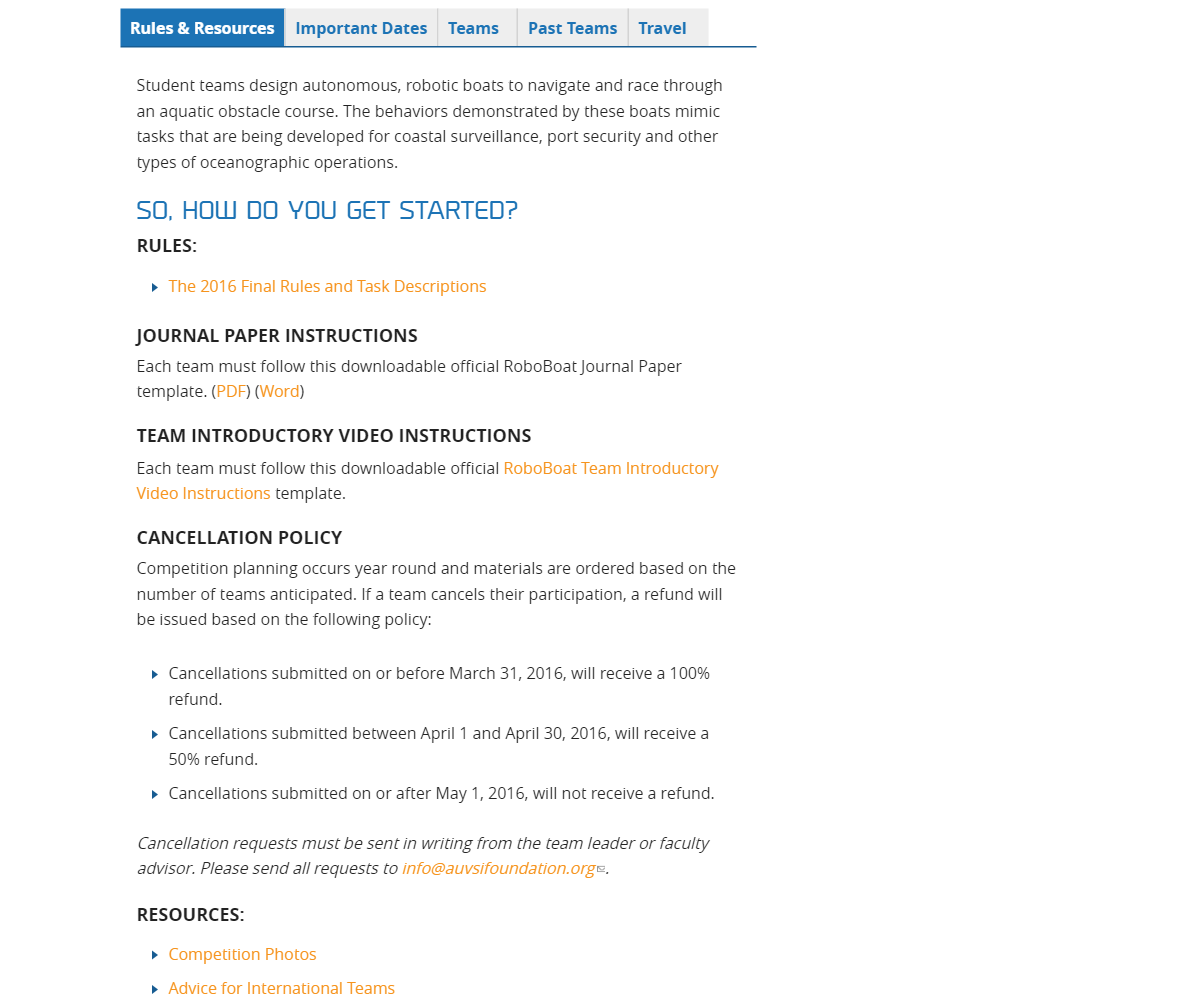 Rules & Resources Important Dates Teams Past Teams Travel
Student teams design autonomous, robotic boats to navigate and race through
an aquatic obstacle course. The behaviors demonstrated by these boats mimic
tasks that are being developed for coastal surveillance, port security and other
types of oceanographic operations.
SO, HOW DO YOU GET STARTED?
RULES:
The 2016 Final Rules and Task Descriptions
JOURNAL PAPER INSTRUCTIONS
Each team must follow this downloadable official RoboBoat Journal Paper
template. (PDF) (Word)
TEAM INTRODUCTORY VIDEO INSTRUCTIONS
Each team must follow this downloadable official RoboBoat Team Introductory
Video Instructions template.
CANCELLATION POLICY
Competition planning occurs year round and materials are ordered based on the
number of teams anticipated. If a team cancels their participation, a refund will
be issued based on the following policy:
Cancellations submitted on or before March 31, 2016, will receive a 100%
refund.
Cancellations submitted between April 1 and April 30, 2016, will receive a
50% refund.
Cancellations submitted on or after May 1, 2016, will not receive a refund.
Cancellation requests must be sent in writing from the team leader or faculty
advisor. Please send all requests to info@auvsifoundation.org.
RESOURCES:
Competition Photos
Advice for International Teams